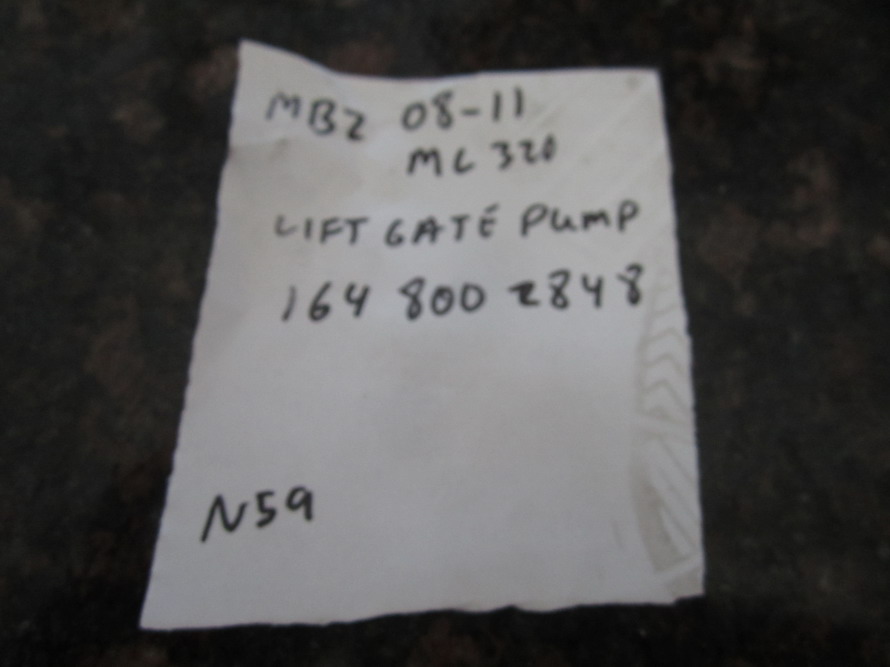 MBZ 08-11
ML 320
LIFT GATE PUMP
164 800 2848
N59